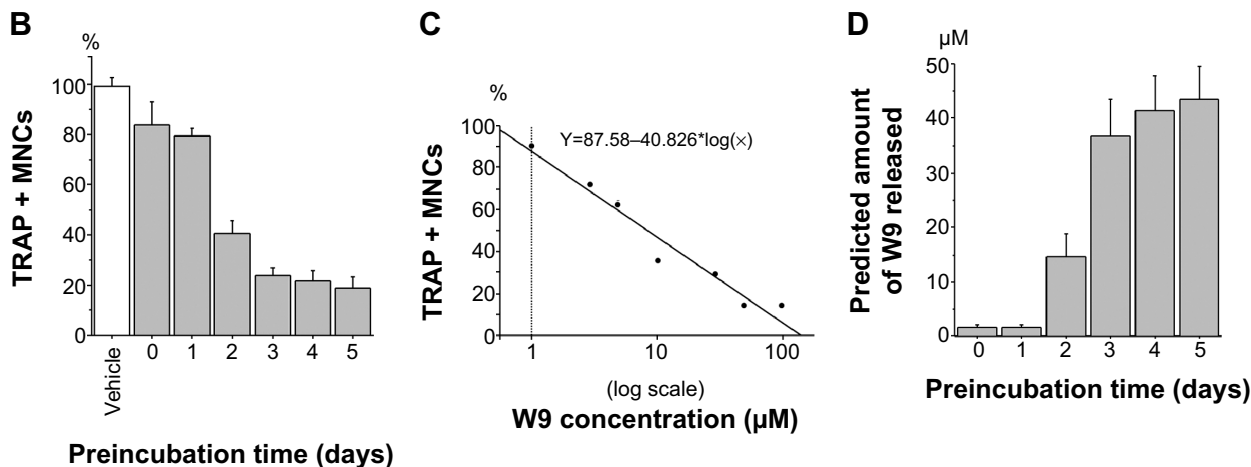 B
%
TRAP + MNCs
100
80
60
40
20
0
Vehicle
0 1 2 3 4 5
Preincubation time (days)
C
%
TRAP + MNCs
100
80
60
40
20
0
Y=87.58–40.826*log(×)
1 10 100
(log scale)
W9 concentration (µM)
D
µM
Predicted amount
of W9 released
50
40
30
20
10
0
0 1 2 3 4 5
Preincubation time (days)